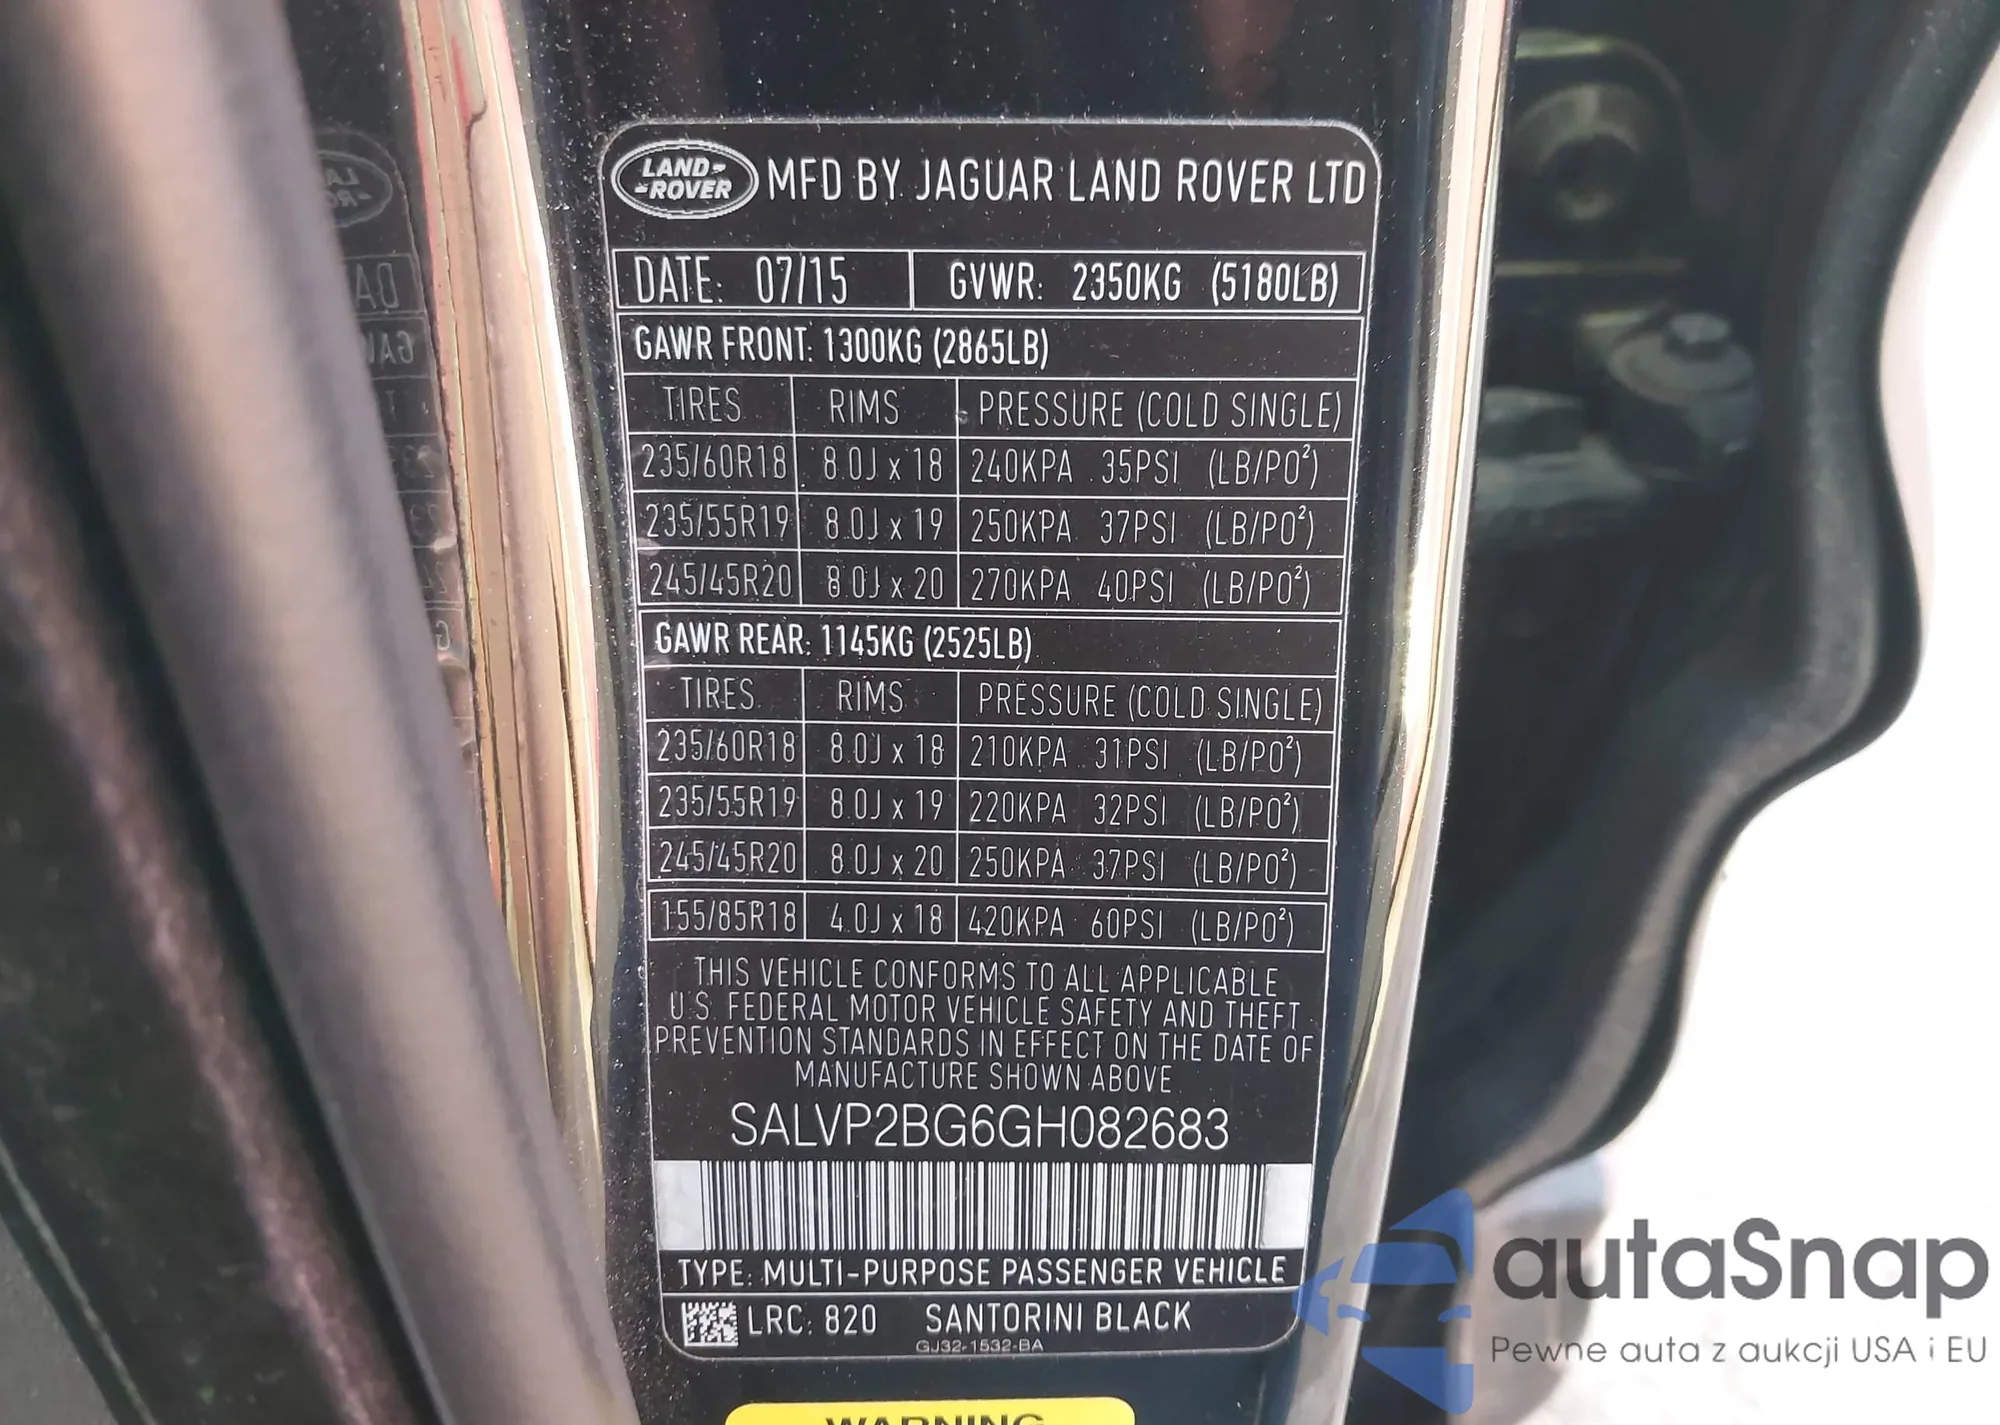 LAND-
-ROVER
MFD BY JAGUAR LAND ROVER LTD
DATE: 07/15 GVWR: 2350KG (5180LB)
GAWR FRONT: 1300KG (2865LB)
TIRES RIMS PRESSURE (COLD SINGLE)
235/60R18 8.0J x 18 240KPA 35PSI (LB/PO²)
235/55R19 8.0J x 19 250KPA 37PSI (LB/PO²)
245/45R20 8.0J x 20 270KPA 40PSI (LB/PO²)
GAWR REAR: 1145KG (2525LB)
TIRES RIMS PRESSURE (COLD SINGLE)
235/60R18 8.0J x 18 210KPA 31PSI (LB/PO²)
235/55R19 8.0J x 19 220KPA 32PSI (LB/PO²)
245/45R20 8.0J x 20 250KPA 37PSI (LB/PO²)
155/85R18 4.0J x 18 420KPA 60PSI (LB/PO²)
THIS VEHICLE CONFORMS TO ALL APPLICABLE
U.S. FEDERAL MOTOR VEHICLE SAFETY AND THEFT
PREVENTION STANDARDS IN EFFECT ON THE DATE OF
MANUFACTURE SHOWN ABOVE
SALVP2BG6GH082683
TYPE: MULTI-PURPOSE PASSENGER VEHICLE
LRC: 820 SANTORINI BLACK
GJ32-1532-BA
WARNING
autaSnap
Pewne auta z aukcji USA i EU